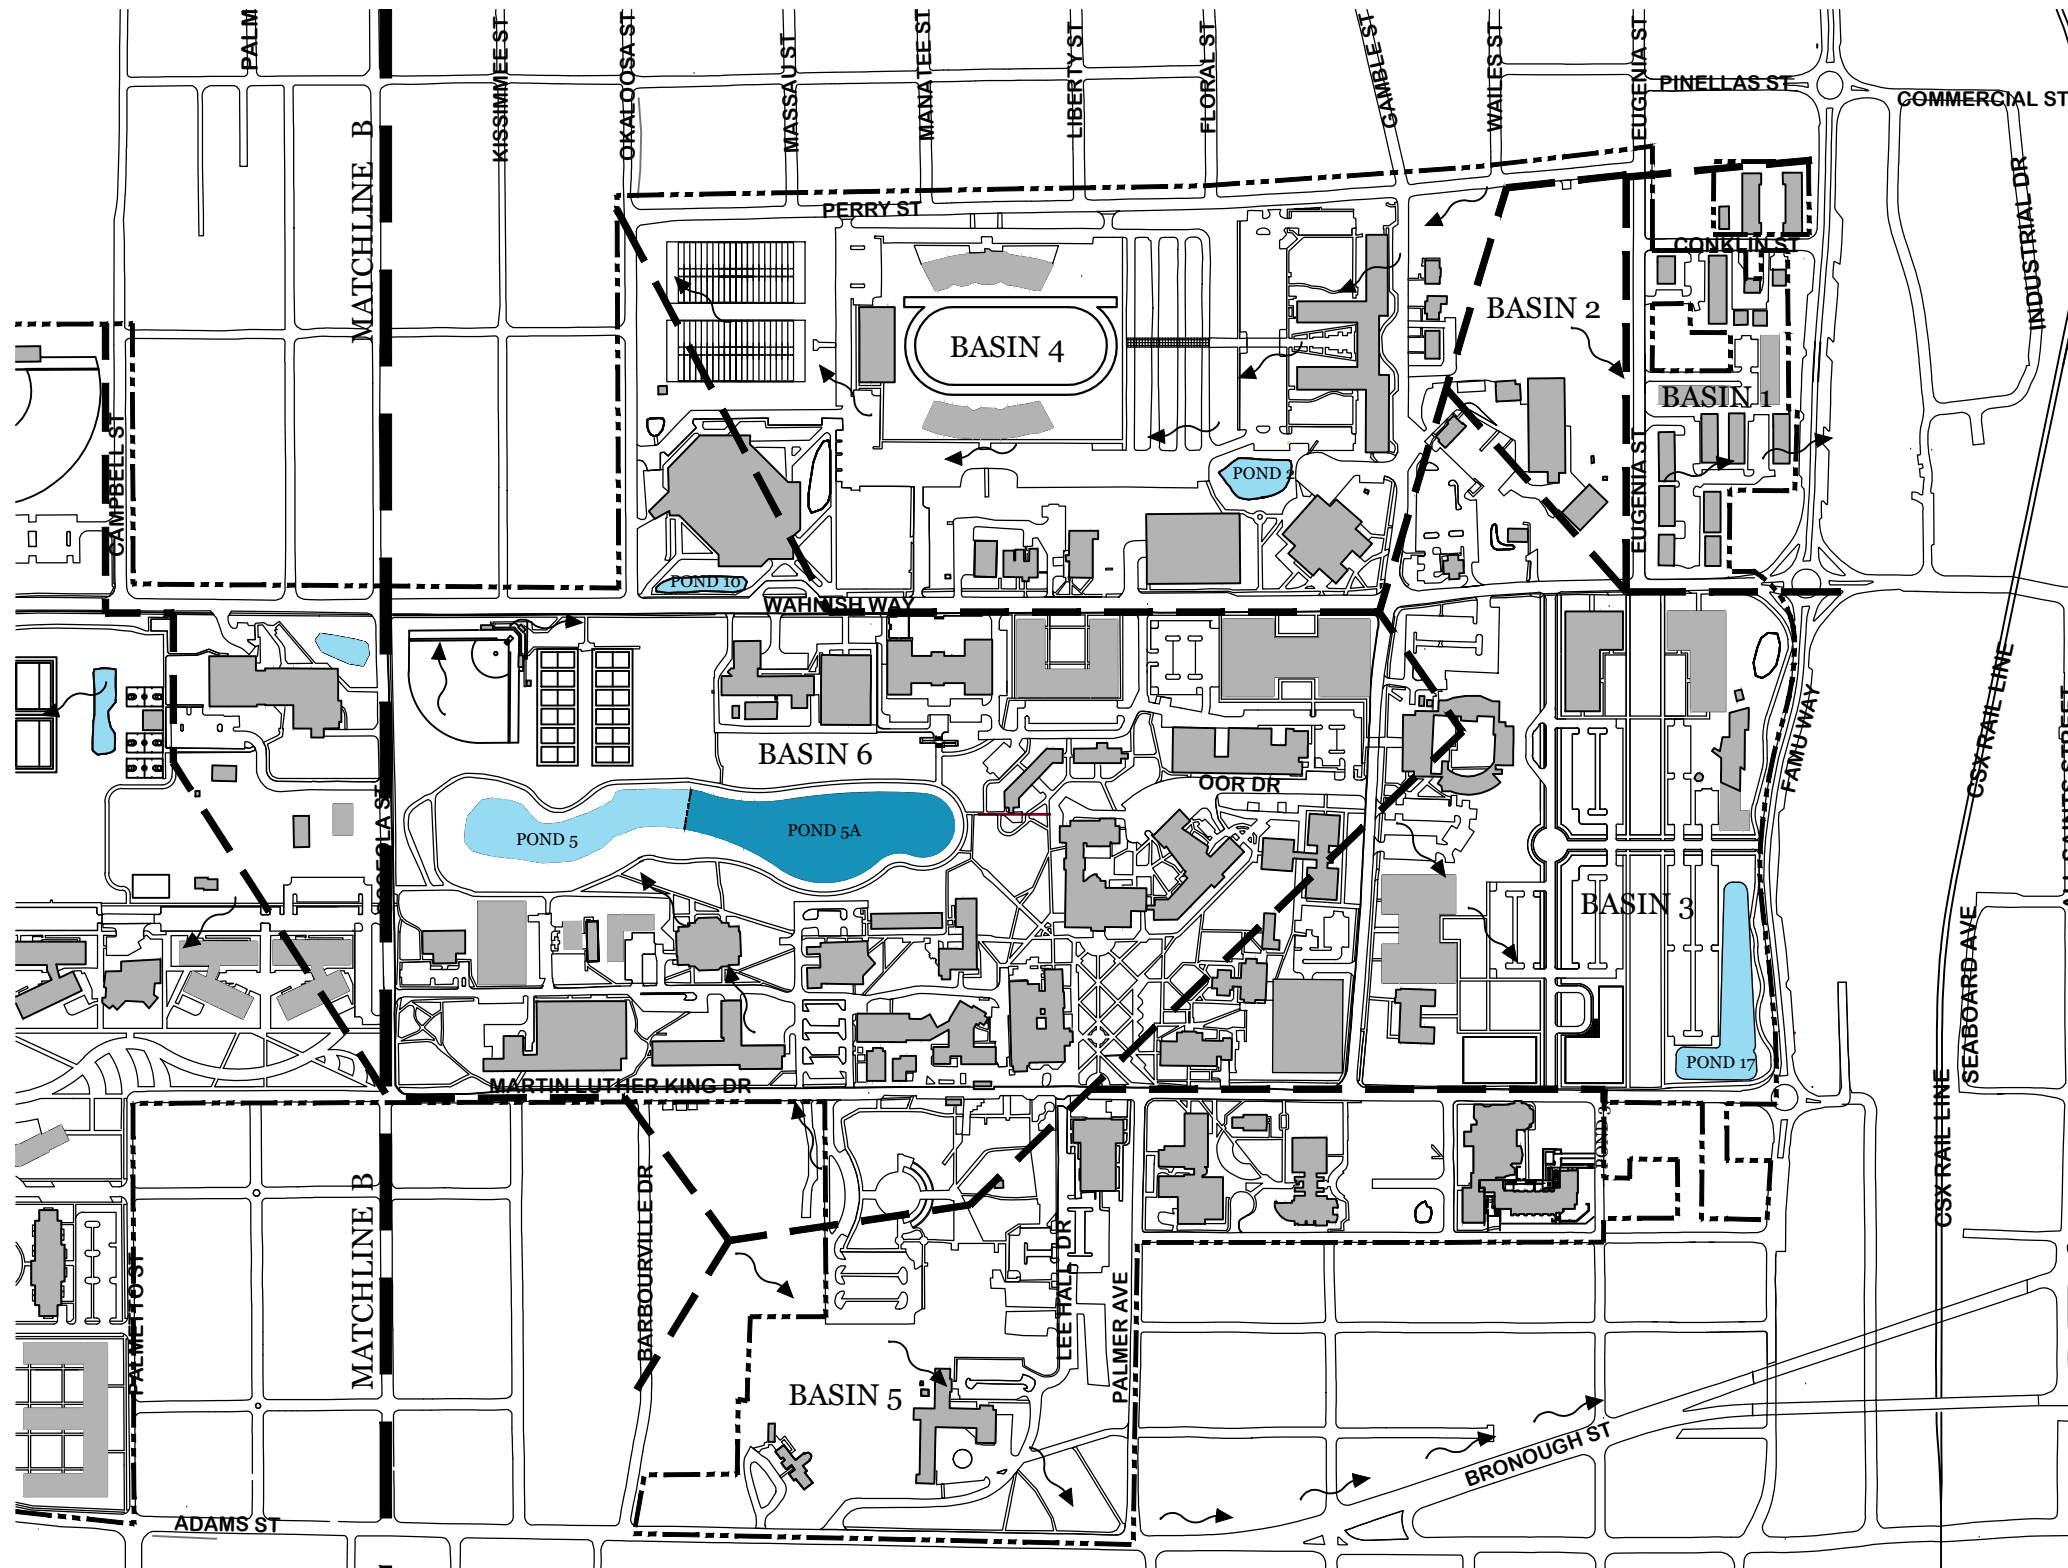 PALM
KISSIMMEE ST
OKALOOSA ST
MASSAU ST
MANATEE ST
LIBERTY ST
FLORAL ST
GAMBLE ST
WAILES ST
EUGENIA ST
PINELLAS ST
COMMERCIAL ST
INDUSTRIAL DR
MATCHLINE B
PERRY ST
CONKLIN ST
BASIN 2
BASIN 4
BASIN 1
CAMPBELL ST
EUGENIA ST
POND 2
POND 10
WAHNISH WAY
CSX RAIL LINE
FAMU WAY
BASIN 6
OOR DR
POND 5
POND 5A
BASIN 3
SEABOARD AVE
POND 17
MARTIN LUTHER KING DR
POND 3
CSX RAIL LINE
MATCHLINE B
PALMETTO ST
BARBOURVILLE DR
LEE HALL DR
PALMER AVE
BASIN 5
BRONOUGH ST
ADAMS ST